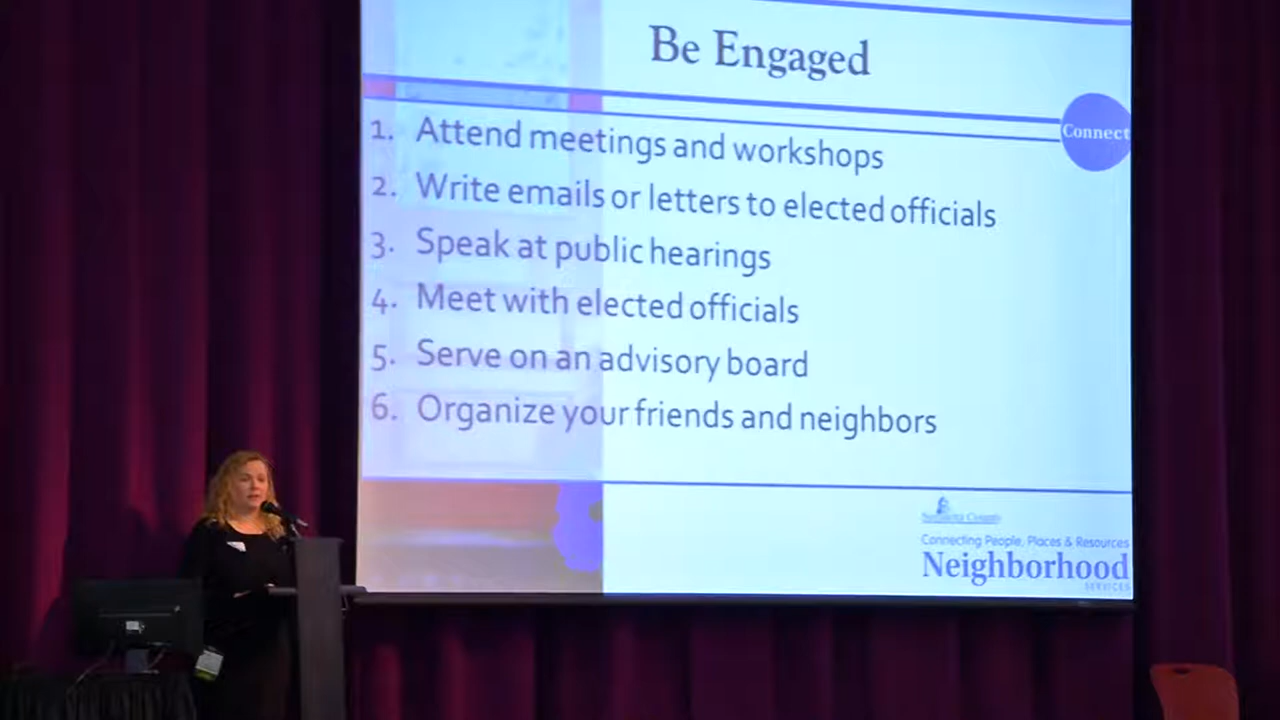 Be Engaged
Connect
1. Attend meetings and workshops
2. Write emails or letters to elected officials
3. Speak at public hearings
4. Meet with elected officials
5. Serve on an advisory board
6. Organize your friends and neighbors
County
Connecting People, Places & Resources
Neighborhood
SERVICES